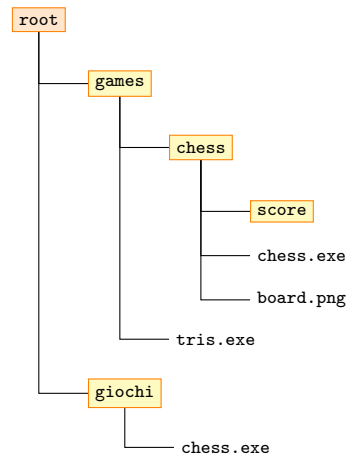 root
games
chess
score
chess.exe
board.png
tris.exe
giochi
chess.exe